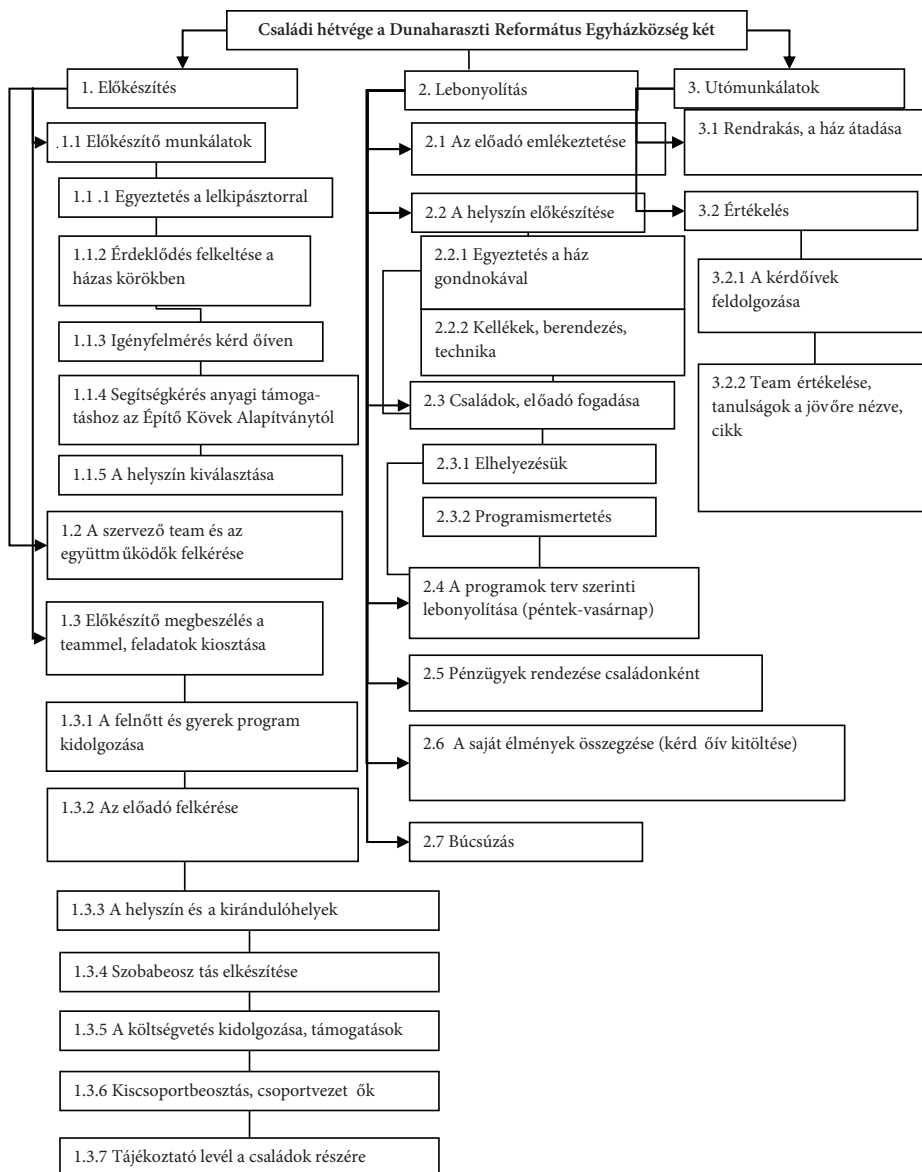 Családi hétvége a Dunaharaszti Református Egyházközség két
1. Előkészítés
.1.1 Előkészítő munkálatok
1.1 .1 Egyeztetés a lelkipásztorral
1.1.2 Érdeklődés felkeltése a
házas körökben
1.1.3 Igényfelmérés kérd őíven
1.1.4 Segítségkérés anyagi támoga-
táshoz az Építő Kövek Alapítványtól
1.1.5 A helyszín kiválasztása
1.2 A szervező team és az
együttm űködők felkérése
1.3 Előkészítő megbeszélés a
teammel, feladatok kiosztása
1.3.1 A felnőtt és gyerek program
kidolgozása
1.3.2 Az előadó felkérése
1.3.3 A helyszín és a kirándulóhelyek
1.3.4 Szobabeosz tás elkészítése
1.3.5 A költségvetés kidolgozása, támogatások
1.3.6 Kiscsoportbeosztás, csoportvezet ők
1.3.7 Tájékoztató levél a családok részére
2. Lebonyolítás
2.1 Az előadó emlékeztetése
2.2 A helyszín előkészítése
2.2.1 Egyeztetés a ház
gondnokával
2.2.2 Kellékek, berendezés,
technika
2.3 Családok, előadó fogadása
2.3.1 Elhelyezésük
2.3.2 Programismertetés
2.4 A programok terv szerinti
lebonyolítása (péntek-vasárnap)
2.5 Pénzügyek rendezése családonként
2.6 A saját élmények összegzése (kérd őív kitöltése)
2.7 Búcsúzás
3. Utómunkálatok
3.1 Rendrakás, a ház átadása
3.2 Értékelés
3.2.1 A kérdőívek
feldolgozása
3.2.2 Team értékelése,
tanulságok a jövőre nézve,
cikk